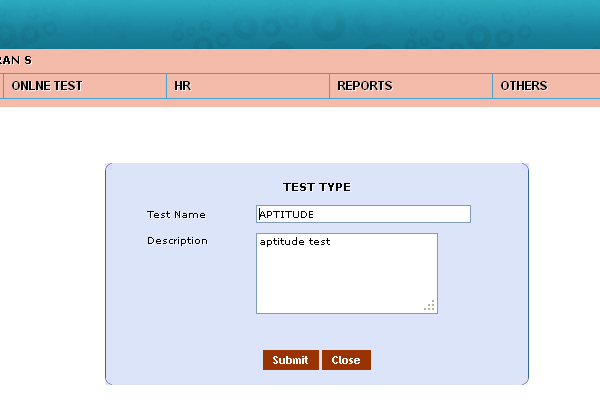 RAN S
ONLNE TEST HR REPORTS OTHERS
TEST TYPE
Test Name APTITUDE
Description aptitude test
Submit Close